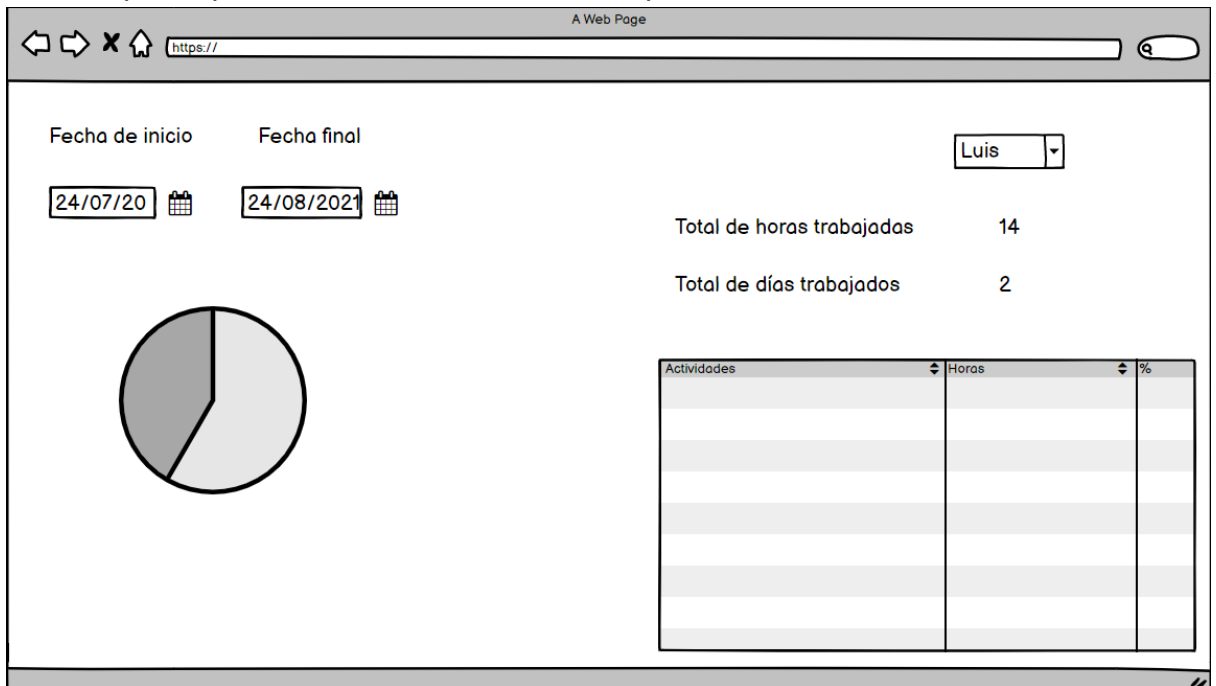 A Web Page
https://
Fecha de inicio
Fecha final
Luis
24/07/20
24/08/2021
Total de horas trabajadas
14
Total de días trabajados
2
Actividades
Horas
%